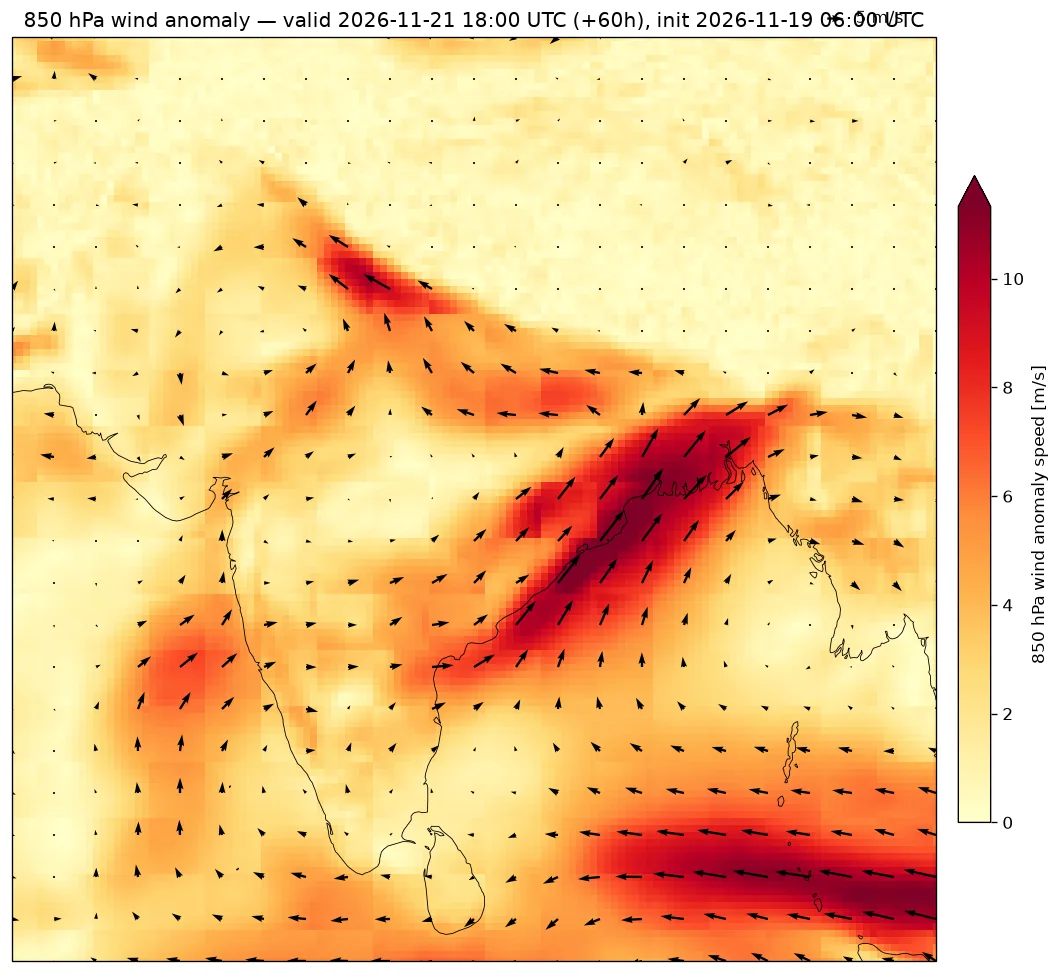 850 hPa wind anomaly — valid 2026-11-21 18:00 UTC (+60h), init 2026-11-19 06:00 UTC
5 m/s
10
8
6
4
2
0
850 hPa wind anomaly speed [m/s]